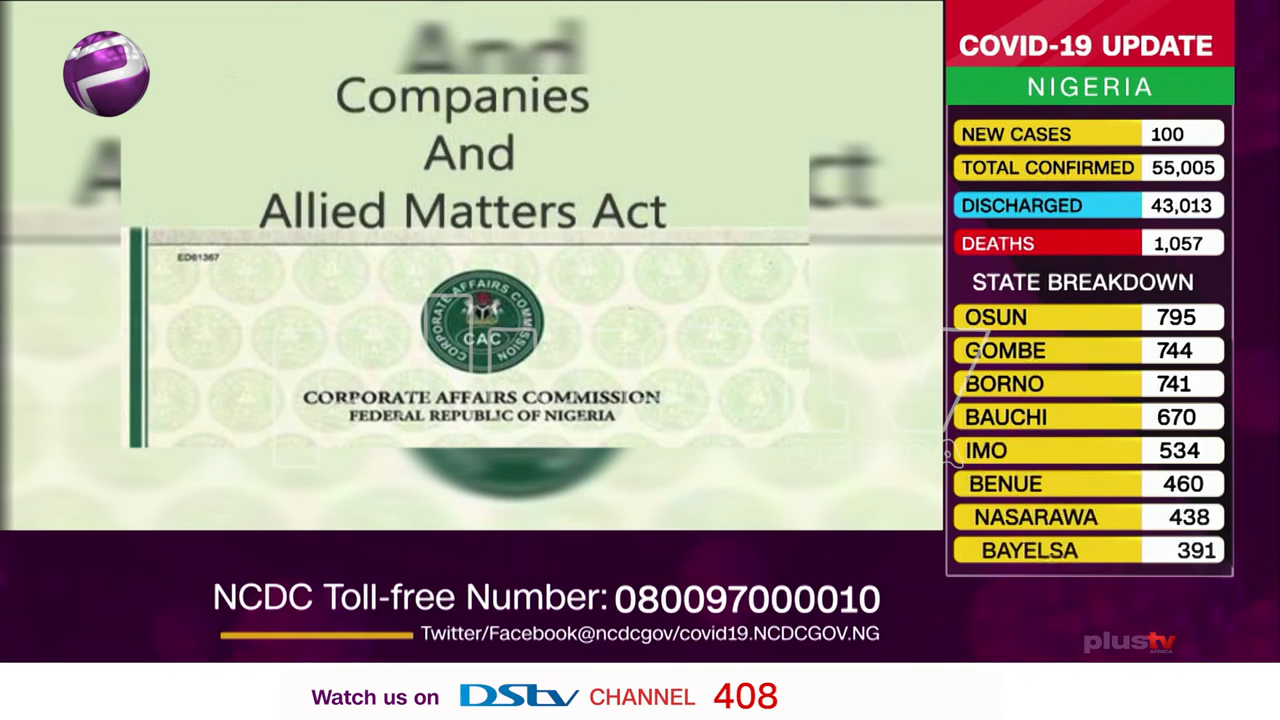 And
Companies
And
Allied Matters Act
A
ct
ED61367
CORPORATE AFFAIRS COMMISSION
CAC
CORPORATE AFFAIRS COMMISSION
FEDERAL REPUBLIC OF NIGERIA
COVID-19 UPDATE
NIGERIA
NEW CASES 100
TOTAL CONFIRMED 55,005
DISCHARGED 43,013
DEATHS 1,057
STATE BREAKDOWN
OSUN 795
GOMBE 744
BORNO 741
BAUCHI 670
IMO 534
BENUE 460
NASARAWA 438
BAYELSA 391
NCDC Toll-free Number: 080097000010
Twitter/Facebook@ncdcgov/covid19.NCDCGOV.NG
plustv
AFRICA
Watch us on DStv CHANNEL 408